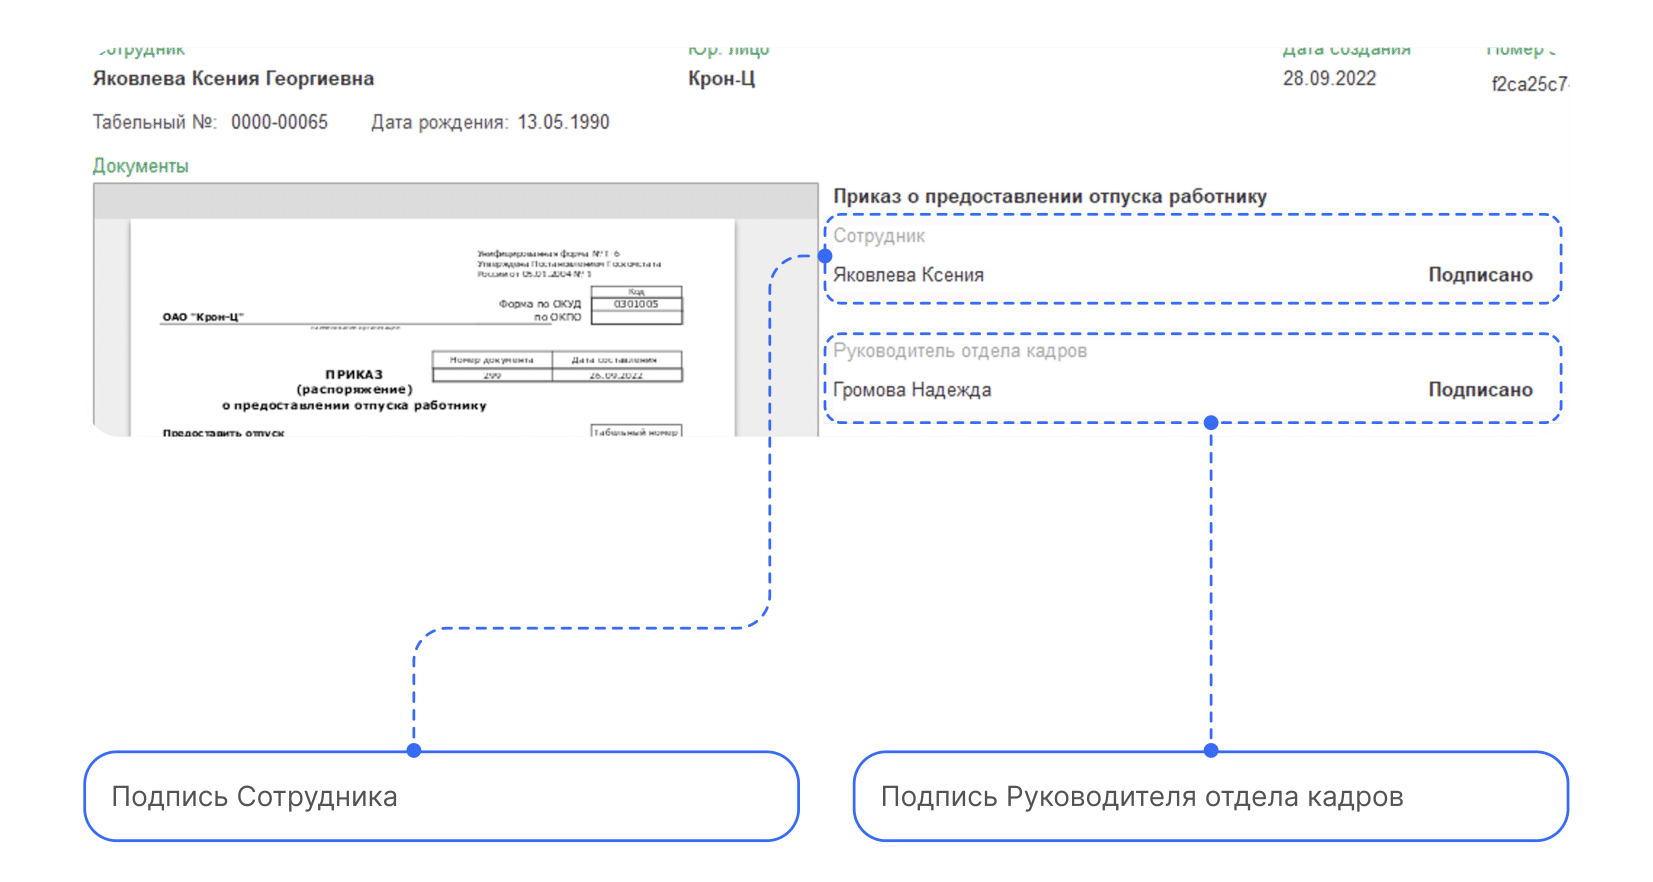 Сотрудник Юр. лицо Дата создания Номер
Яковлева Ксения Георгиевна Крон-Ц 28.09.2022 f2ca25c7
Табельный №: 0000-00065 Дата рождения: 13.05.1990
Документы
Унифицированная форма № Т-6
Утверждена Постановлением Госкомстата
России от 05.01.2004 № 1
Код
Форма по ОКУД 0301005
ОАО "Крон-Ц" по ОКПО
наименование организации
Номер документа Дата составления
299 26.09.2022
ПРИКАЗ
(распоряжение)
о предоставлении отпуска работнику
Предоставить отпуск Табельный номер
Приказ о предоставлении отпуска работнику
Сотрудник
Яковлева Ксения Подписано
Руководитель отдела кадров
Громова Надежда Подписано
Подпись Сотрудника
Подпись Руководителя отдела кадров